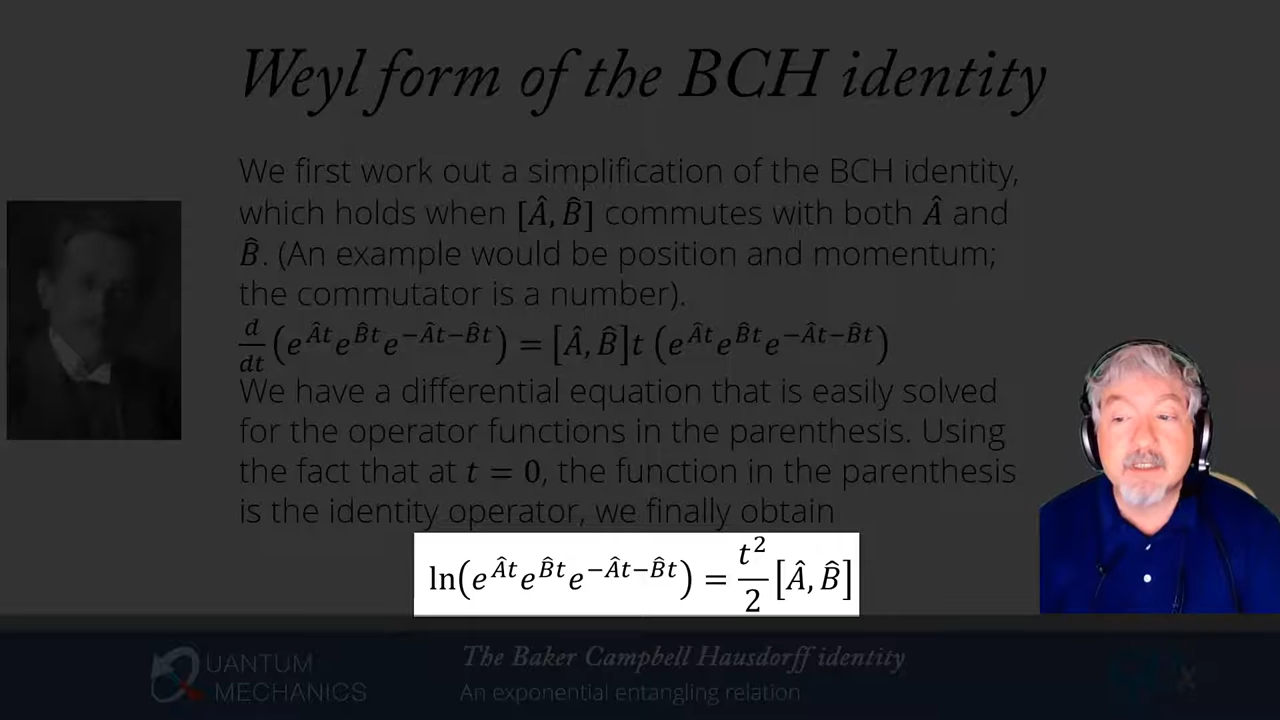 Weyl form of the BCH identity
We first work out a simplification of the BCH identity,
which holds when [Â, B̂] commutes with both Â and
B̂. (An example would be position and momentum;
the commutator is a number).
d/dt (e^{Ât} e^{B̂t} e^{−Ât−B̂t}) = [Â, B̂]t (e^{Ât} e^{B̂t} e^{−Ât−B̂t})
We have a differential equation that is easily solved
for the operator functions in the parenthesis. Using
the fact that at t = 0, the function in the parenthesis
is the identity operator, we finally obtain
ln(e^{Ât} e^{B̂t} e^{−Ât−B̂t}) = t²/2 [Â, B̂]
QUANTUM
MECHANICS
The Baker Campbell Hausdorff identity
An exponential entangling relation